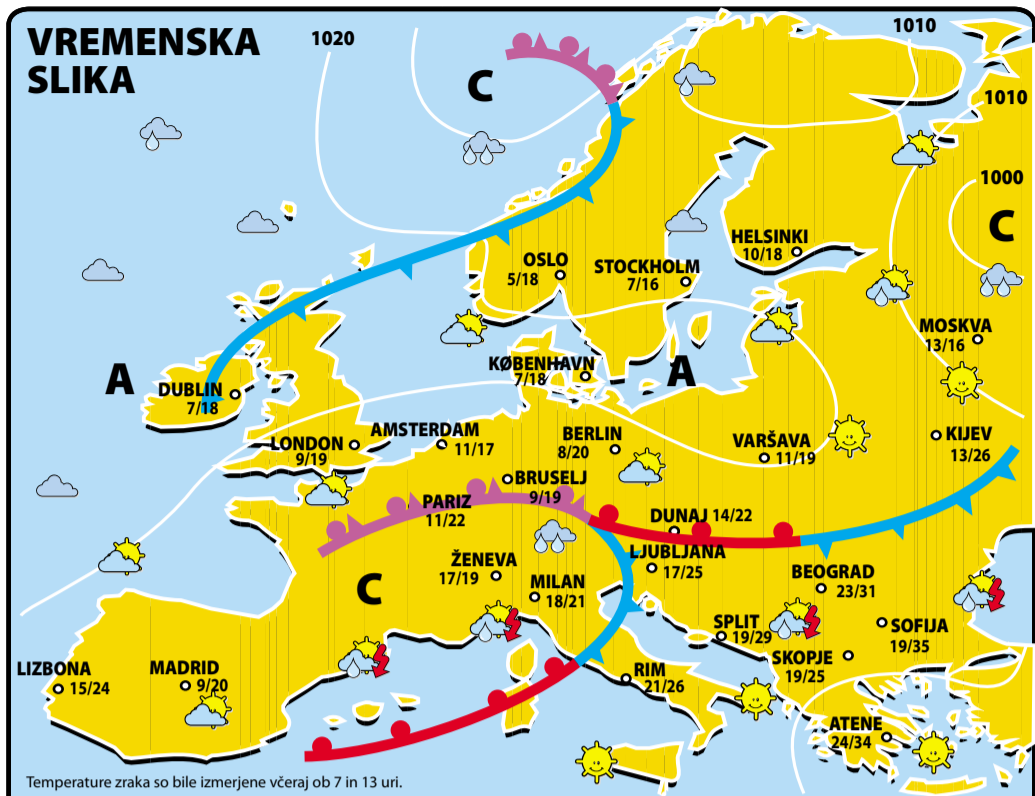 VREMENSKA
SLIKA
1020
1010
C
1010
1000
C
HELSINKI
10/18
OSLO
5/18
STOCKHOLM
7/16
MOSKVA
13/16
A
KØBENHAVN
7/18
A
DUBLIN
7/18
LONDON
9/19
AMSTERDAM
11/17
BERLIN
8/20
VARŠAVA
11/19
KIJEV
13/26
BRUSELJ
9/19
PARIZ
11/22
DUNAJ 14/22
LJUBLJANA
17/25
ŽENEVA
17/19
C
MILAN
18/21
BEOGRAD
23/31
SPLIT
19/29
SOFIJA
19/35
SKOPJE
19/25
LIZBONA
15/24
MADRID
9/20
RIM
21/26
ATENE
24/34
Temperature zraka so bile izmerjene včeraj ob 7 in 13 uri.